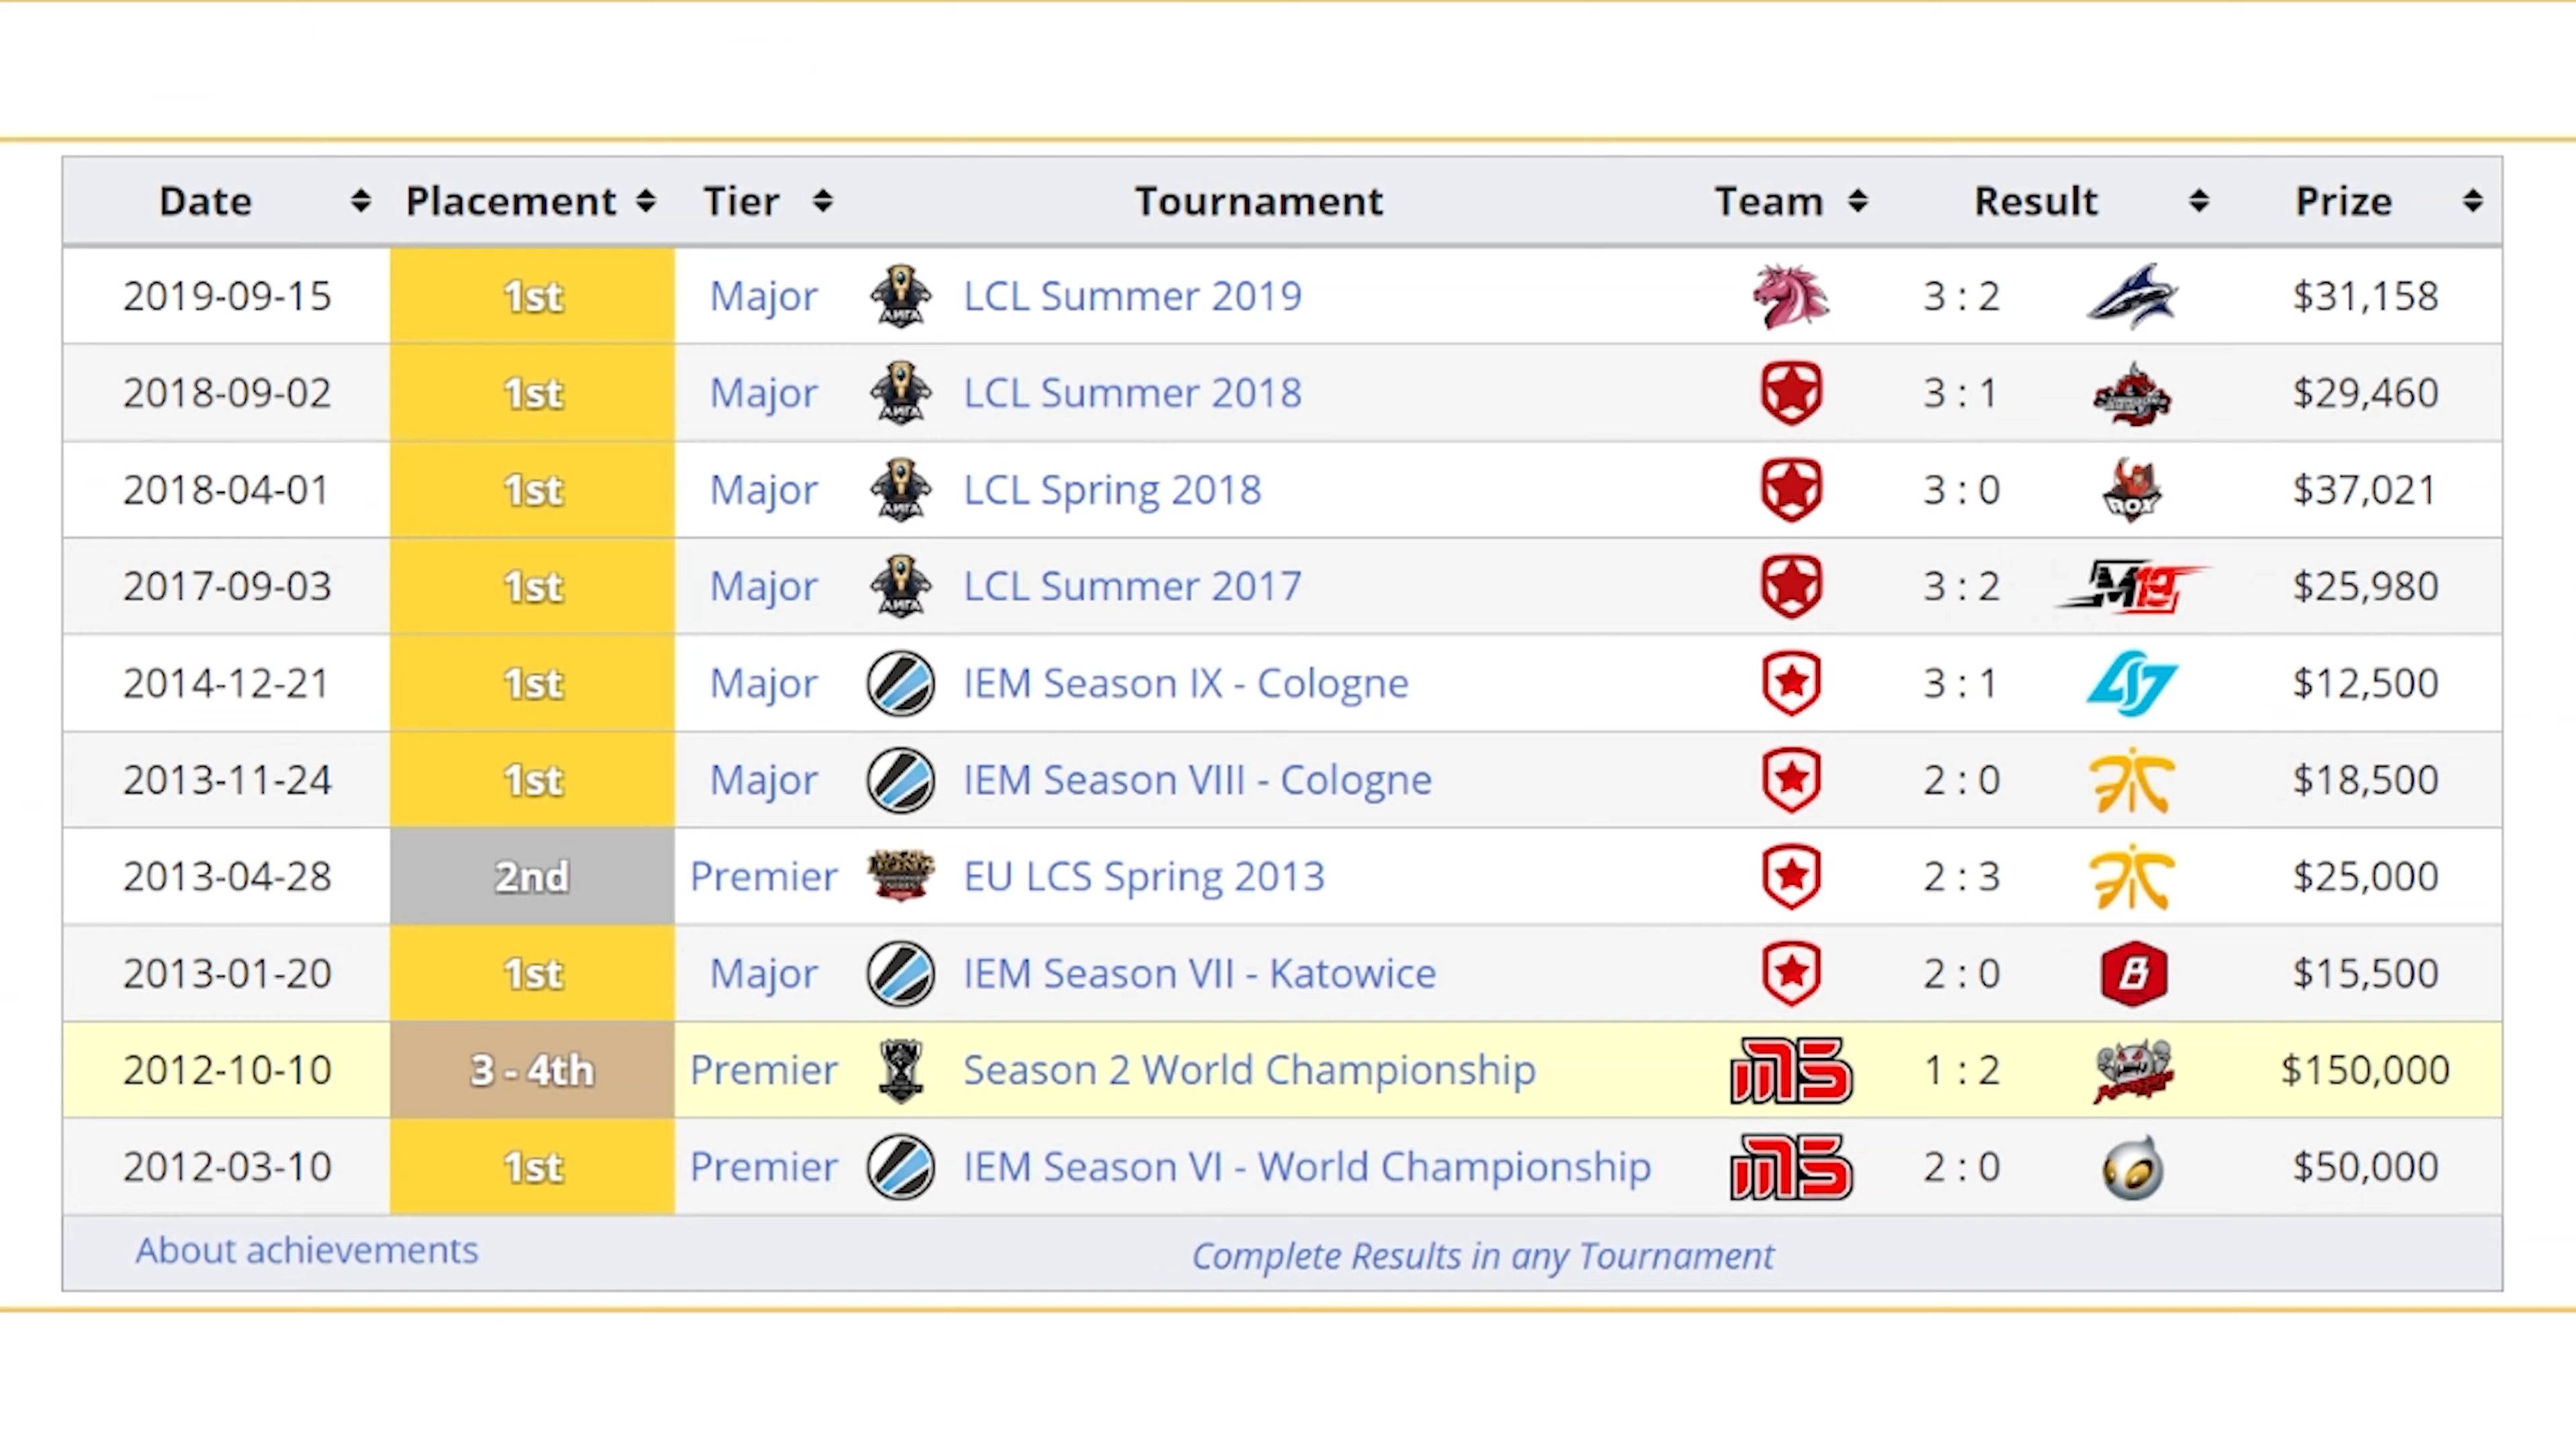 Date Placement Tier Tournament Team Result Prize
2019-09-15 1st Major LCL Summer 2019 3 : 2 $31,158
2018-09-02 1st Major LCL Summer 2018 3 : 1 $29,460
2018-04-01 1st Major LCL Spring 2018 3 : 0 ROX $37,021
2017-09-03 1st Major LCL Summer 2017 3 : 2 M19 $25,980
2014-12-21 1st Major IEM Season IX - Cologne 3 : 1 $12,500
2013-11-24 1st Major IEM Season VIII - Cologne 2 : 0 $18,500
2013-04-28 2nd Premier EU LCS Spring 2013 2 : 3 $25,000
2013-01-20 1st Major IEM Season VII - Katowice 2 : 0 B $15,500
2012-10-10 3 - 4th Premier Season 2 World Championship M5 1 : 2 $150,000
2012-03-10 1st Premier IEM Season VI - World Championship M5 2 : 0 $50,000
About achievements Complete Results in any Tournament